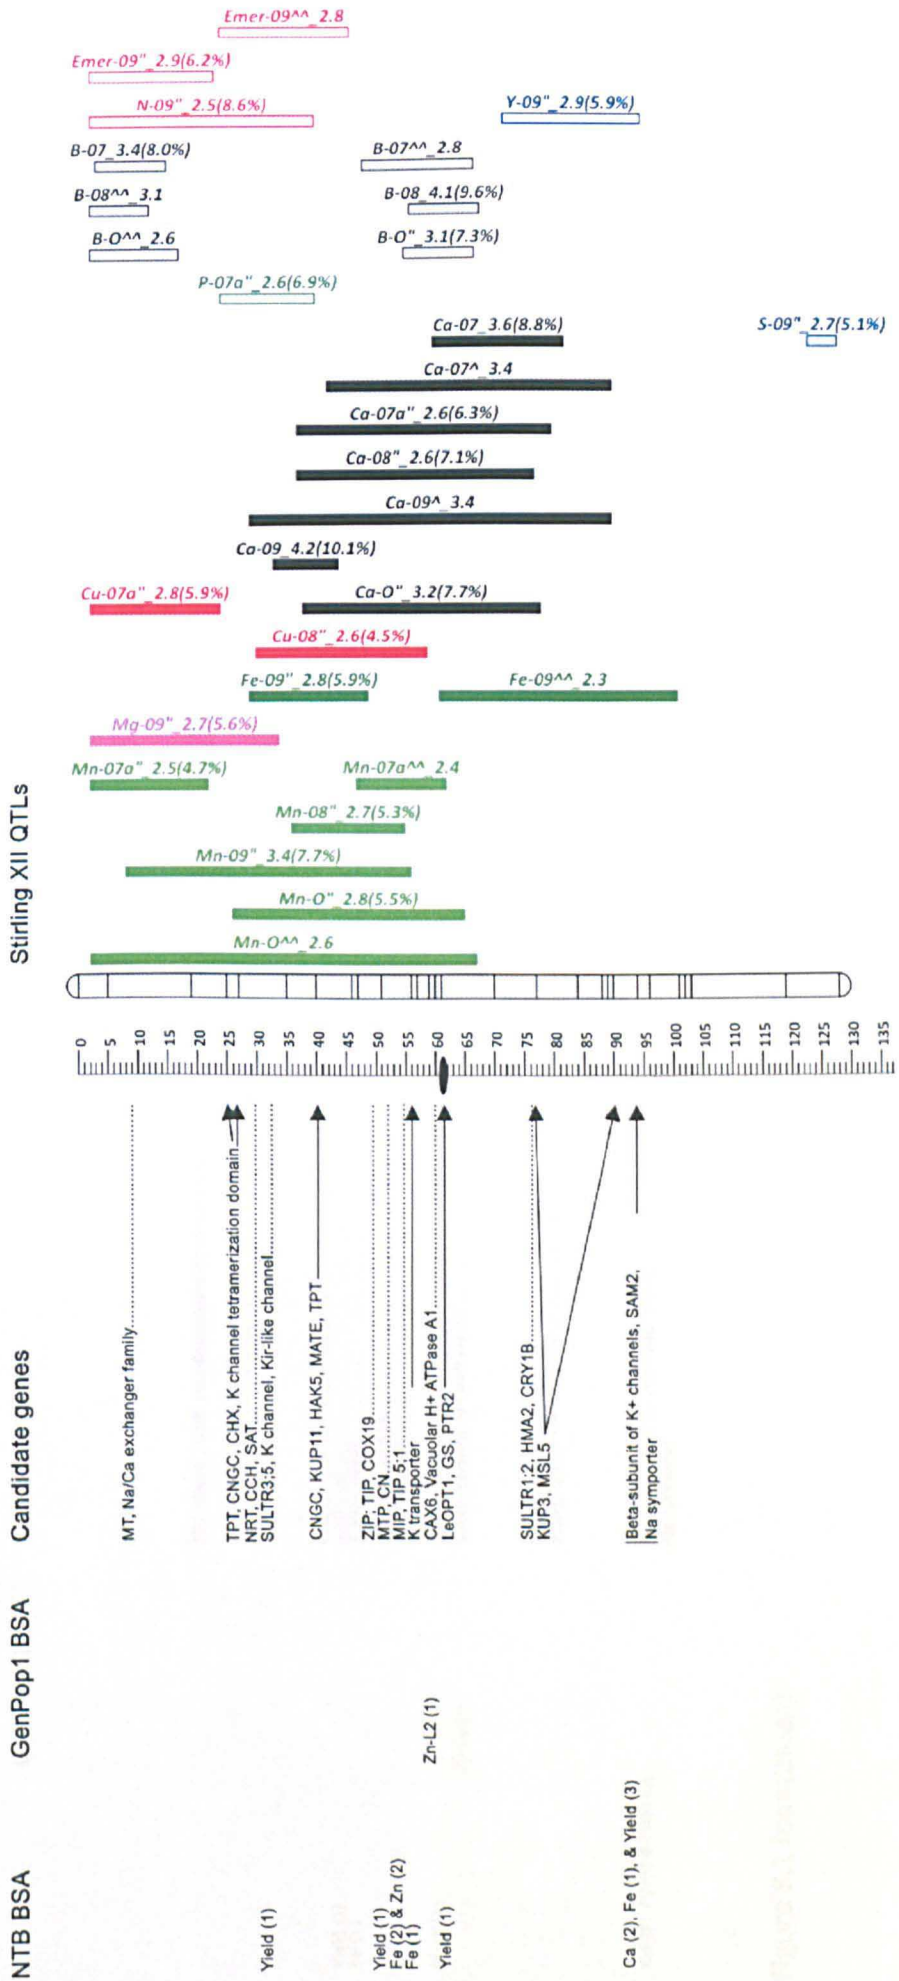 Emer-09^^_2.8
Emer-09"_2.9(6.2%)
N-09"_2.5(8.6%)
Y-09"_2.9(5.9%)
B-07_3.4(8.0%)
B-07^^_2.8
B-08^^_3.1
B-08_4.1(9.6%)
B-O^^_2.6
B-O"_3.1(7.3%)
P-07a"_2.6(6.9%)
Ca-07_3.6(8.8%)
S-09"_2.7(5.1%)
Ca-07^_3.4
Ca-07a"_2.6(6.3%)
Ca-08"_2.6(7.1%)
Ca-09^_3.4
Ca-09_4.2(10.1%)
Cu-07a"_2.8(5.9%)
Ca-O"_3.2(7.7%)
Cu-08"_2.6(4.5%)
Fe-09"_2.8(5.9%)
Fe-09^^_2.3
Mg-09"_2.7(5.6%)
Mn-07a"_2.5(4.7%)
Mn-07a^^_2.4
Mn-08"_2.7(5.3%)
Mn-09"_3.4(7.7%)
Mn-O"_2.8(5.5%)
Mn-O^^_2.6
Stirling XII QTLs
0
5
10
15
20
25
30
35
40
45
50
55
60
65
70
75
80
85
90
95
100
105
110
115
120
125
130
135
Candidate genes
MT, Na/Ca exchanger family
TPT, CNGC, CHX, K channel tetramerization domain
NRT, CCH, SAT
SULTR3;5, K channel, Kir-like channel
CNGC, KUP11, HAK5, MATE, TPT
ZIP; TIP, COX19
MTP, CN
MIP, TIP 5;1
K transporter
CAX6, Vacuolar H+ ATPase A1
LeOPT1, GS, PTR2
SULTR1;2, HMA2, CRY1B
KUP3, MSL5
Beta-subunit of K+ channels, SAM2,
Na symporter
GenPop1 BSA
Zn-L2 (1)
NTB BSA
Yield (1)
Yield (1)
Fe (2) & Zn (2)
Fe (1)
Yield (1)
Ca (2), Fe (1), & Yield (3)